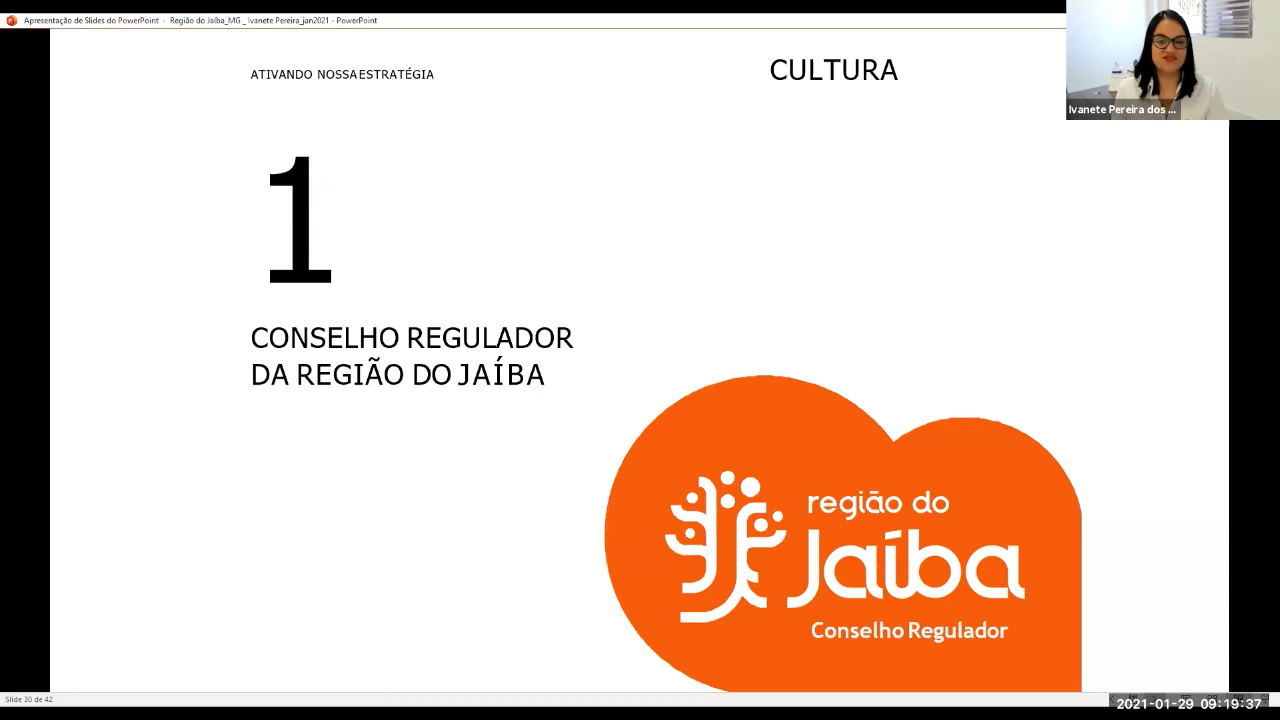 Apresentação de Slides do PowerPoint - Região do Jaíba_MG _ Ivanete Pereira_jan2021 - PowerPoint
ATIVANDO NOSSA ESTRATÉGIA
CULTURA
Ivanete Pereira dos ...
1
CONSELHO REGULADOR
DA REGIÃO DO JAÍBA
região do
Jaíba
Conselho Regulador
Slide 30 de 42
2021-01-29 09:19:37